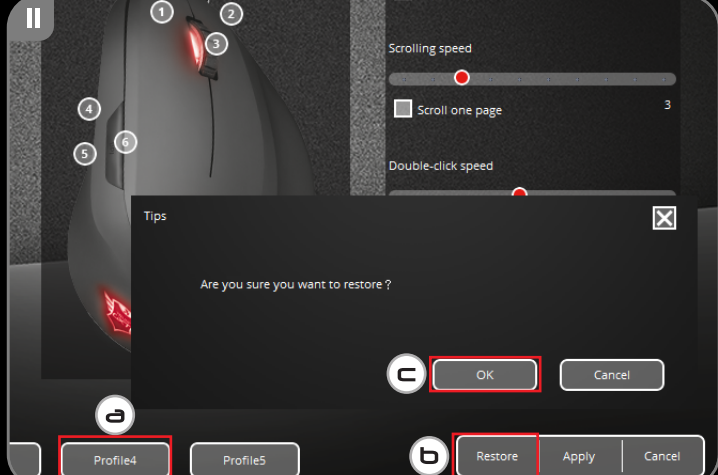 II
1
2
3
Scrolling speed
4
Scroll one page
3
5
6
Double-click speed
Tips
Are you sure you want to restore ?
c
OK
Cancel
a
Profile4
Profile5
b
Restore
Apply
Cancel